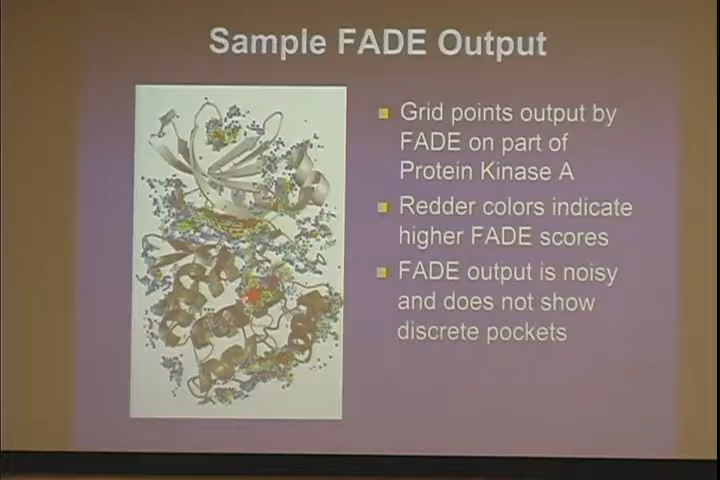 Sample FADE Output
Grid points output by
FADE on part of
Protein Kinase A
Redder colors indicate
higher FADE scores
FADE output is noisy
and does not show
discrete pockets